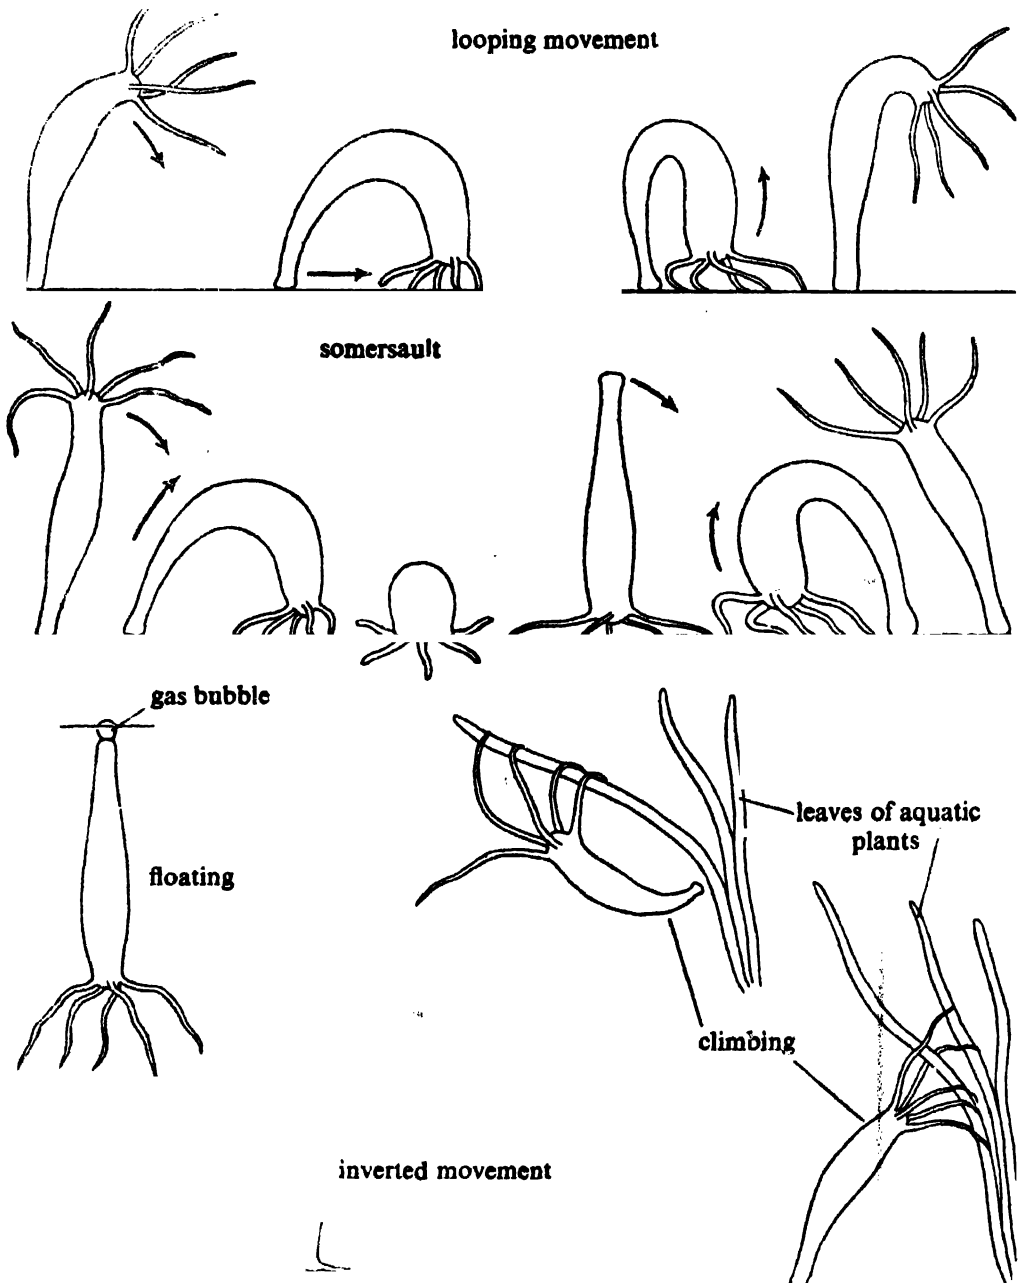 looping movement
somersault
gas bubble
leaves of aquatic
plants
floating
climbing
inverted movement